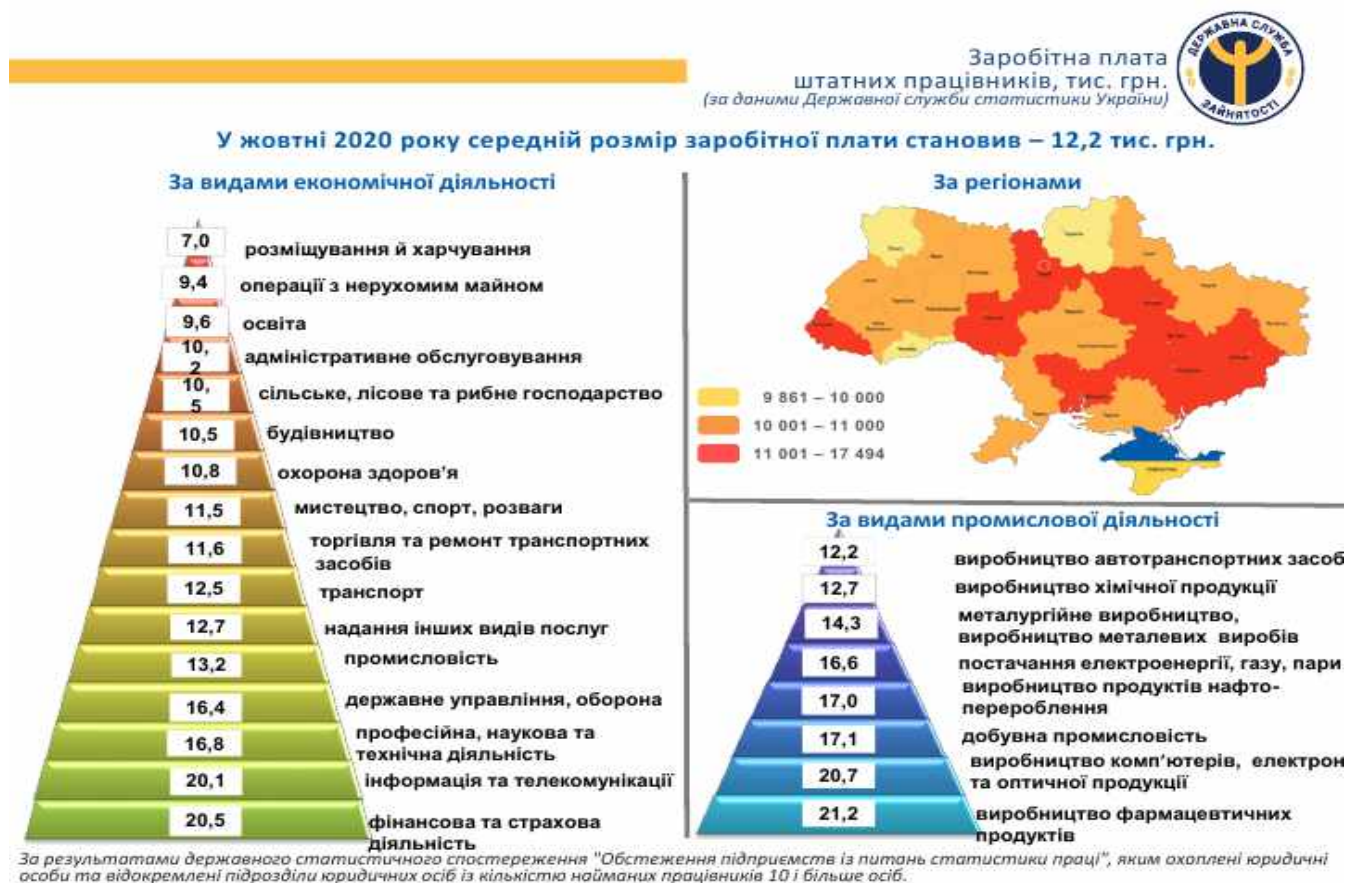 Заробітна плата
штатних працівників, тис. грн.
(за даними Державної служби статистики України)
ДЕРЖАВНА СЛУЖБА
ЗАЙНЯТОСТІ
У жовтні 2020 року середній розмір заробітної плати становив – 12,2 тис. грн.
За видами економічної діяльності
7,0 розміщування й харчування
9,4 операції з нерухомим майном
9,6 освіта
10,
2 адміністративне обслуговування
10,
5 сільське, лісове та рибне господарство
10,5 будівництво
10,8 охорона здоров’я
11,5 мистецтво, спорт, розваги
11,6 торгівля та ремонт транспортних
засобів
12,5 транспорт
12,7 надання інших видів послуг
13,2 промисловість
16,4 державне управління, оборона
16,8 професійна, наукова та
технічна діяльність
20,1 інформація та телекомунікації
20,5 фінансова та страхова
діяльність
За регіонами
9 861 – 10 000
10 001 – 11 000
11 001 – 17 494
За видами промислової діяльності
12,2 виробництво автотранспортних засоб
12,7 виробництво хімічної продукції
14,3 металургійне виробництво,
виробництво металевих виробів
16,6 постачання електроенергії, газу, пари
17,0 виробництво продуктів нафто-
перероблення
17,1 добувна промисловість
20,7 виробництво комп’ютерів, електрон
та оптичної продукції
21,2 виробництво фармацевтичних
продуктів
За результатами державного статистичного спостереження "Обстеження підприємств із питань статистики праці", яким охоплені юридичні
особи та відокремлені підрозділи юридичних осіб із кількістю найманих працівників 10 і більше осіб.